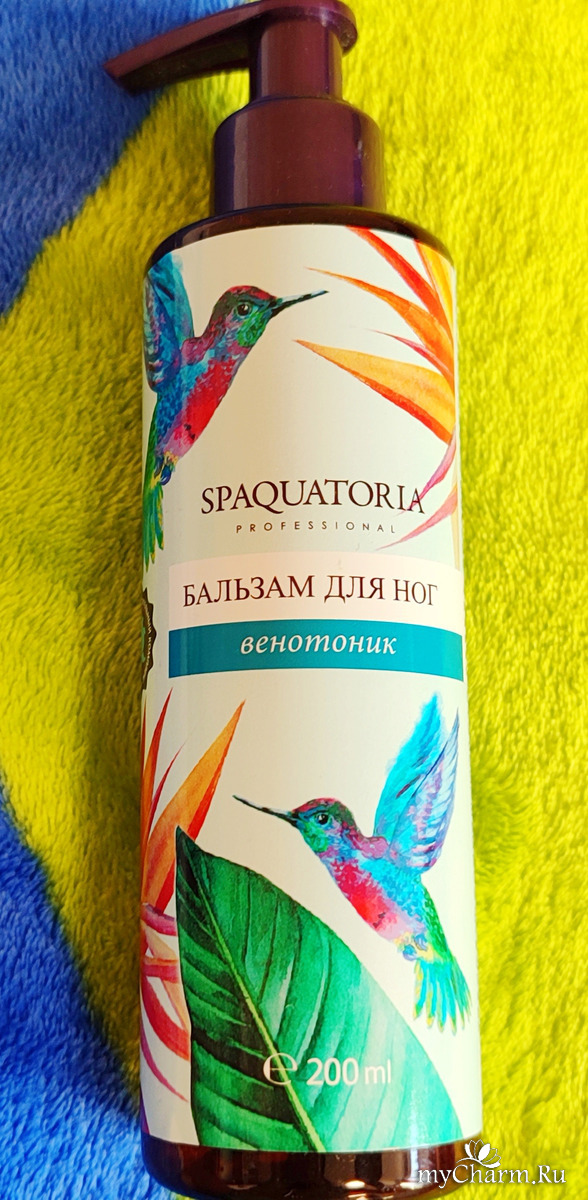 SPAQUATORIA
PROFESSIONAL
БАЛЬЗАМ ДЛЯ НОГ
венотоник
℮ 200 ml
myCharm.Ru